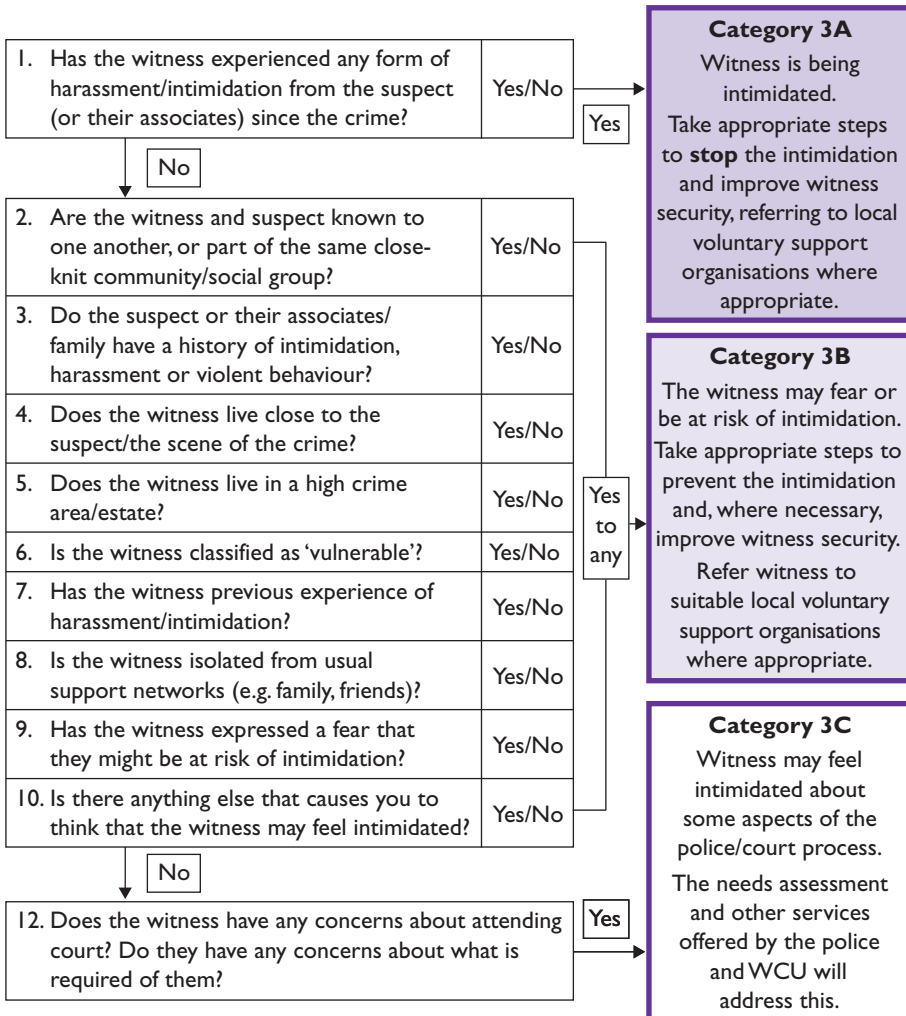 1. Has the witness experienced any form of
harassment/intimidation from the suspect
(or their associates) since the crime?
Yes/No
Yes
No
2. Are the witness and suspect known to
one another, or part of the same close-
knit community/social group?
Yes/No
3. Do the suspect or their associates/
family have a history of intimidation,
harassment or violent behaviour?
Yes/No
4. Does the witness live close to the
suspect/the scene of the crime?
Yes/No
5. Does the witness live in a high crime
area/estate?
Yes/No
6. Is the witness classified as ‘vulnerable’?
Yes/No
7. Has the witness previous experience of
harassment/intimidation?
Yes/No
8. Is the witness isolated from usual
support networks (e.g. family, friends)?
Yes/No
9. Has the witness expressed a fear that
they might be at risk of intimidation?
Yes/No
10. Is there anything else that causes you to
think that the witness may feel intimidated?
Yes/No
Yes
to
any
No
12. Does the witness have any concerns about attending
court? Do they have any concerns about what is
required of them?
Yes
Category 3A
Witness is being
intimidated.
Take appropriate steps
to stop the intimidation
and improve witness
security, referring to local
voluntary support
organisations where
appropriate.
Category 3B
The witness may fear or
be at risk of intimidation.
Take appropriate steps to
prevent the intimidation
and, where necessary,
improve witness security.
Refer witness to
suitable local voluntary
support organisations
where appropriate.
Category 3C
Witness may feel
intimidated about
some aspects of the
police/court process.
The needs assessment
and other services
offered by the police
and WCU will
address this.